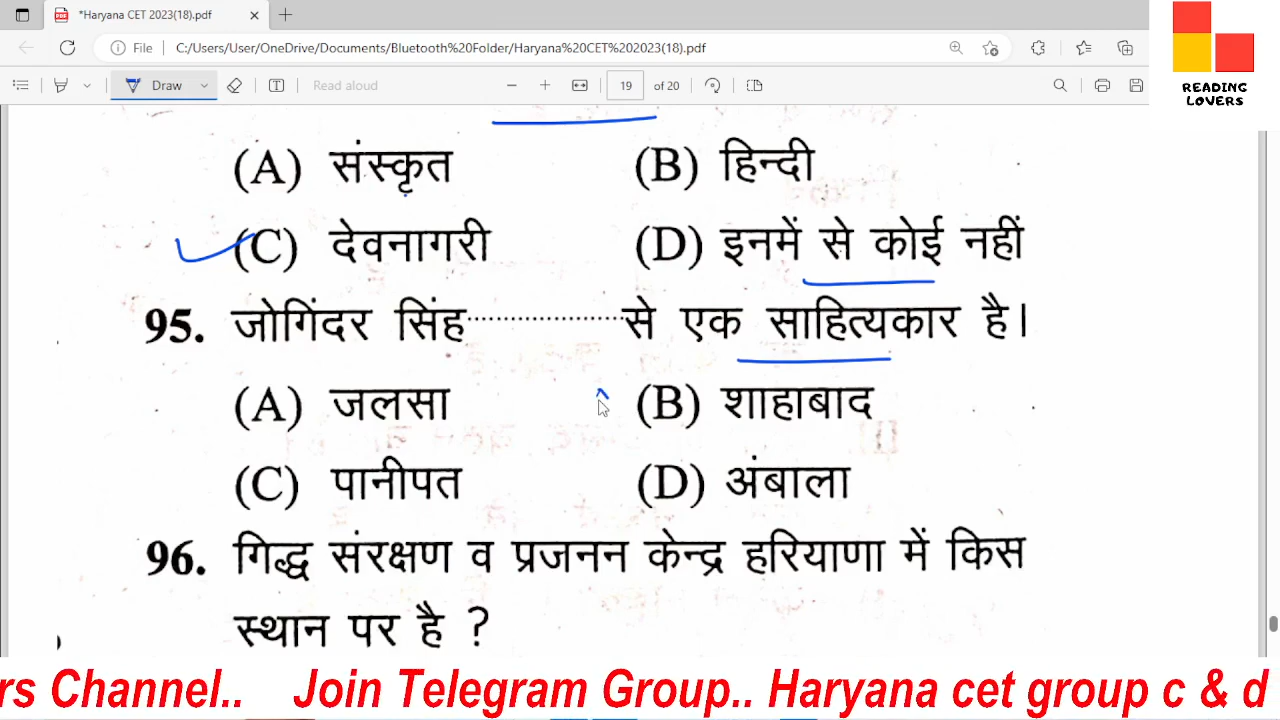 *Haryana CET 2023(18).pdf
File C:/Users/User/OneDrive/Documents/Bluetooth%20Folder/Haryana%20CET%202023(18).pdf
Draw Read aloud 19 of 20
READING
LOVERS
(A) संस्कृत (B) हिन्दी
(C) देवनागरी (D) इनमें से कोई नहीं
95. जोगिंदर सिंह····················से एक साहित्यकार है।
(A) जलसा (B) शाहाबाद
(C) पानीपत (D) अंबाला
96. गिद्ध संरक्षण व प्रजनन केन्द्र हरियाणा में किस
स्थान पर है ?
rs Channel.. Join Telegram Group.. Haryana cet group c & d